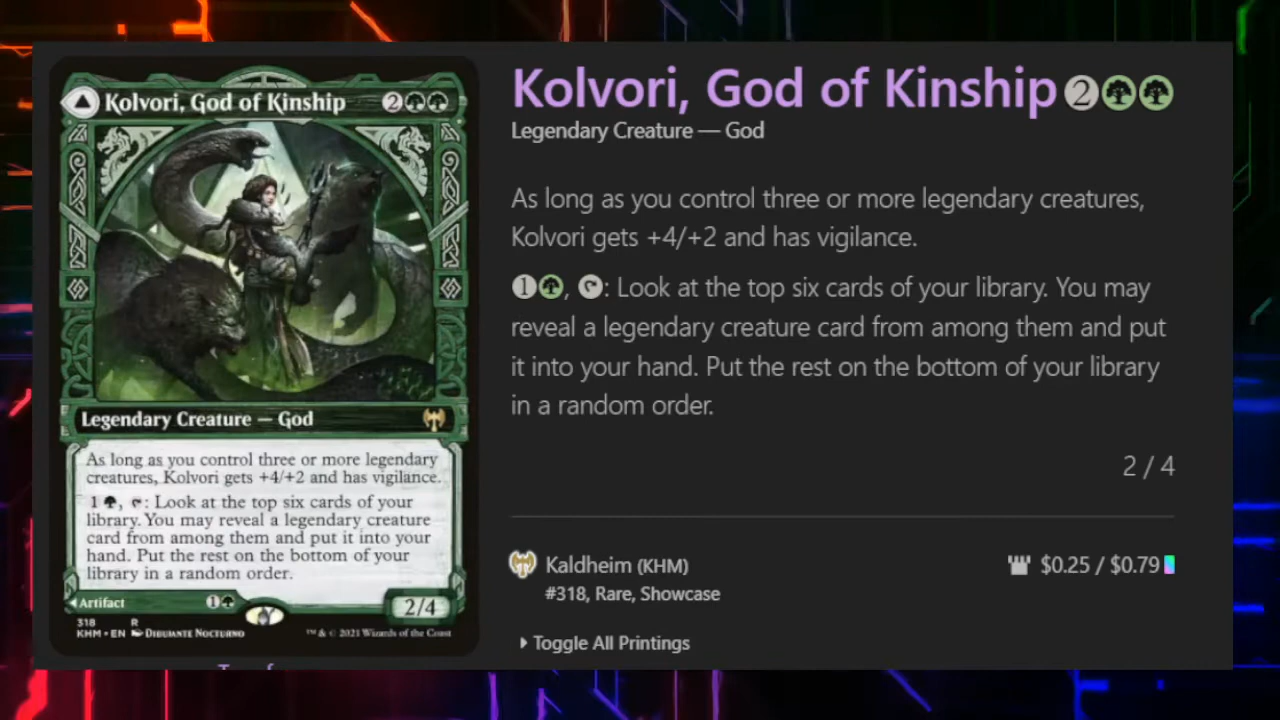 Kolvori, God of Kinship 2
Legendary Creature — God
As long as you control three or more legendary
creatures, Kolvori gets +4/+2 and has vigilance.
1 , : Look at the top six cards of your
library. You may reveal a legendary creature
card from among them and put it into your
hand. Put the rest on the bottom of your
library in a random order.
Artifact 1
2/4
318 R
KHM • EN DIBUJANTE NOCTURNO
™ & © 2021 Wizards of the Coast
Kolvori, God of Kinship 2
Legendary Creature — God
As long as you control three or more legendary creatures,
Kolvori gets +4/+2 and has vigilance.
1 , : Look at the top six cards of your library. You may
reveal a legendary creature card from among them and put
it into your hand. Put the rest on the bottom of your library
in a random order.
2 / 4
Kaldheim (KHM) $0.25 / $0.79
#318, Rare, Showcase
Toggle All Printings